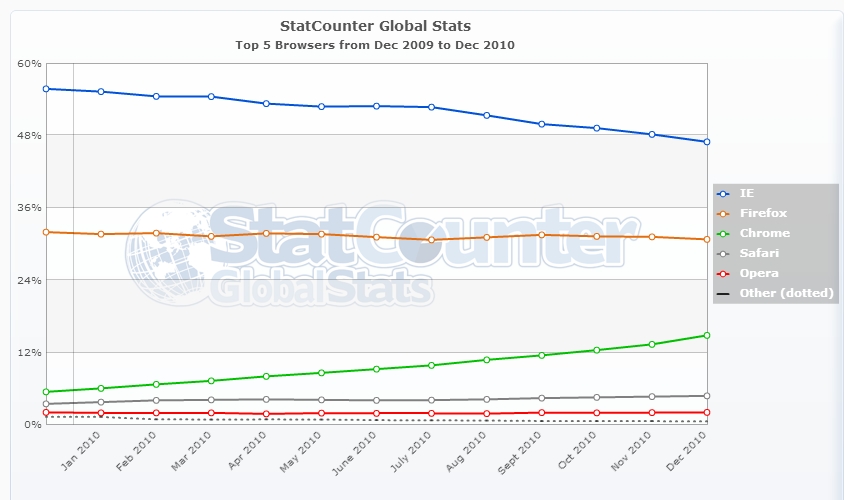 StatCounter Global Stats
Top 5 Browsers from Dec 2009 to Dec 2010
60%
48%
36%
24%
12%
0%
StatCounter
GlobalStats
IE
Firefox
Chrome
Safari
Opera
Other (dotted)
Jan 2010
Feb 2010
Mar 2010
Apr 2010
May 2010
June 2010
July 2010
Aug 2010
Sept 2010
Oct 2010
Nov 2010
Dec 2010